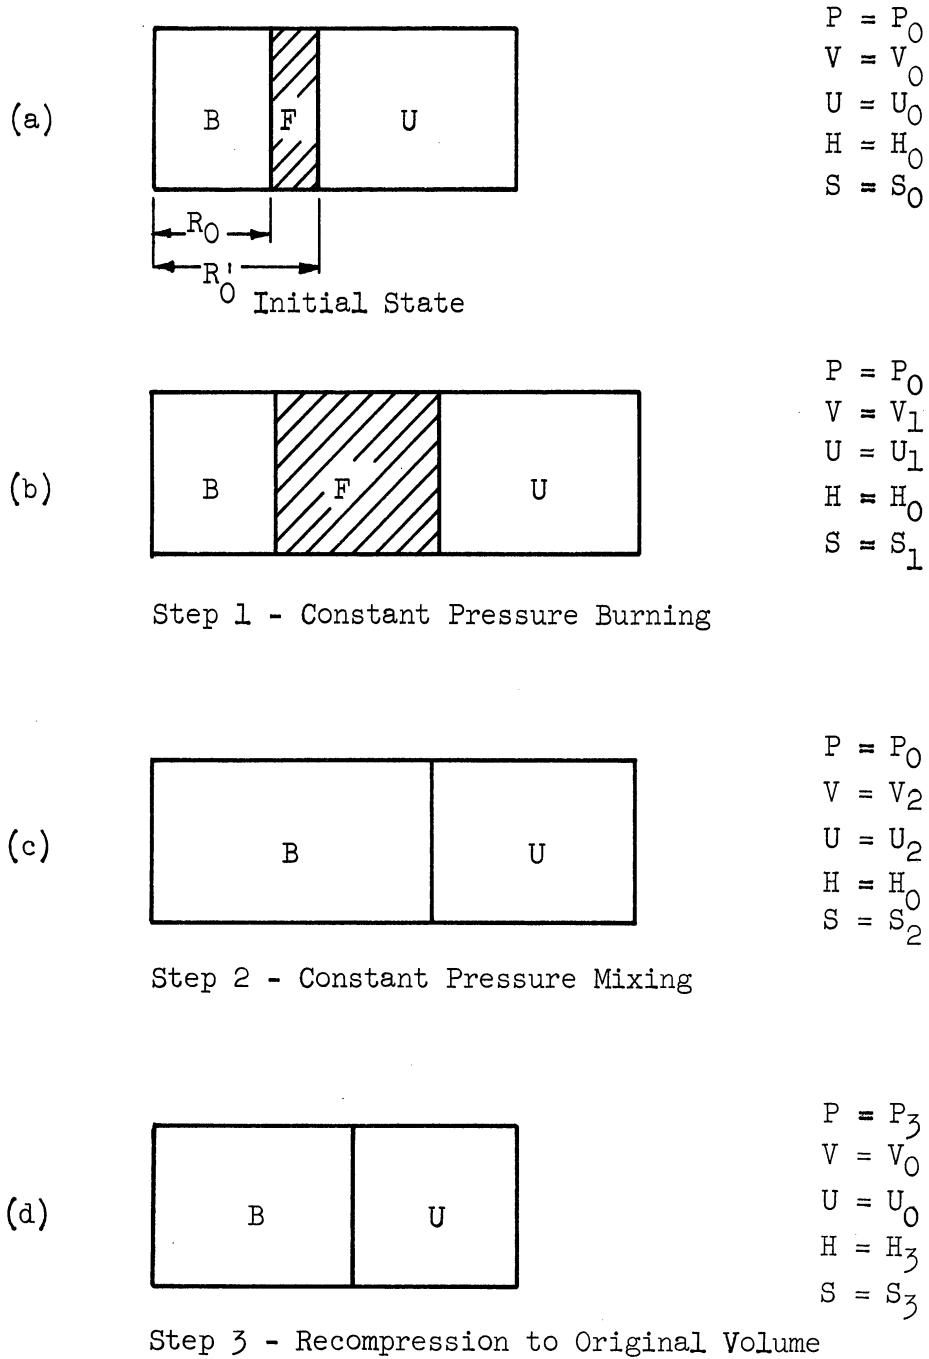 (a)
B F U
R₀
R₀'
Initial State
P = P₀
V = V₀
U = U₀
H = H₀
S = S₀
(b)
B F U
Step 1 - Constant Pressure Burning
P = P₀
V = V₁
U = U₁
H = H₀
S = S₁
(c)
B U
Step 2 - Constant Pressure Mixing
P = P₀
V = V₂
U = U₂
H = H₀
S = S₂
(d)
B U
Step 3 - Recompression to Original Volume
P = P₃
V = V₀
U = U₀
H = H₃
S = S₃